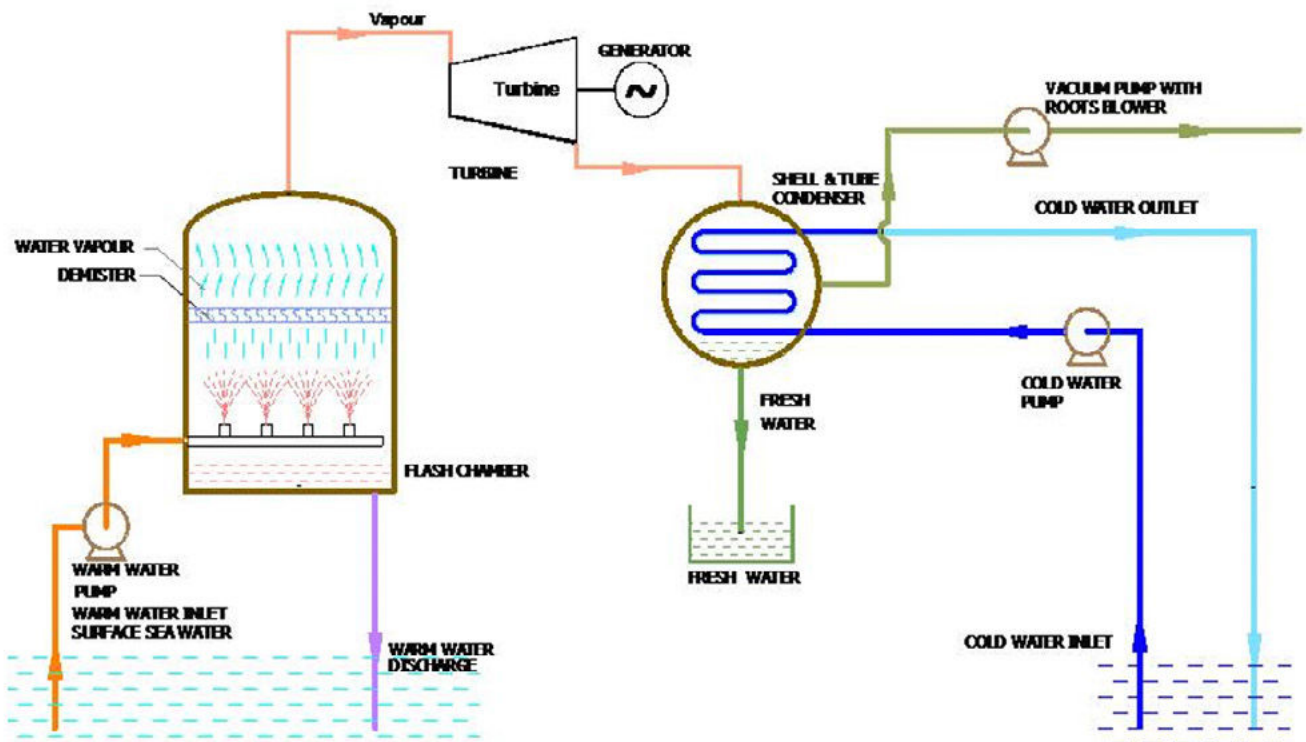 Vapour
GENERATOR
Turbine
TURBINE
VACUUM PUMP WITH
ROOTS BLOWER
SHELL & TUBE
CONDENSER
COLD WATER OUTLET
WATER VAPOUR
DEMISTER
COLD WATER
PUMP
FRESH
WATER
FLASH CHAMBER
FRESH WATER
WARM WATER
PUMP
WARM WATER INLET
SURFACE SEA WATER
WARM WATER
DISCHARGE
COLD WATER INLET